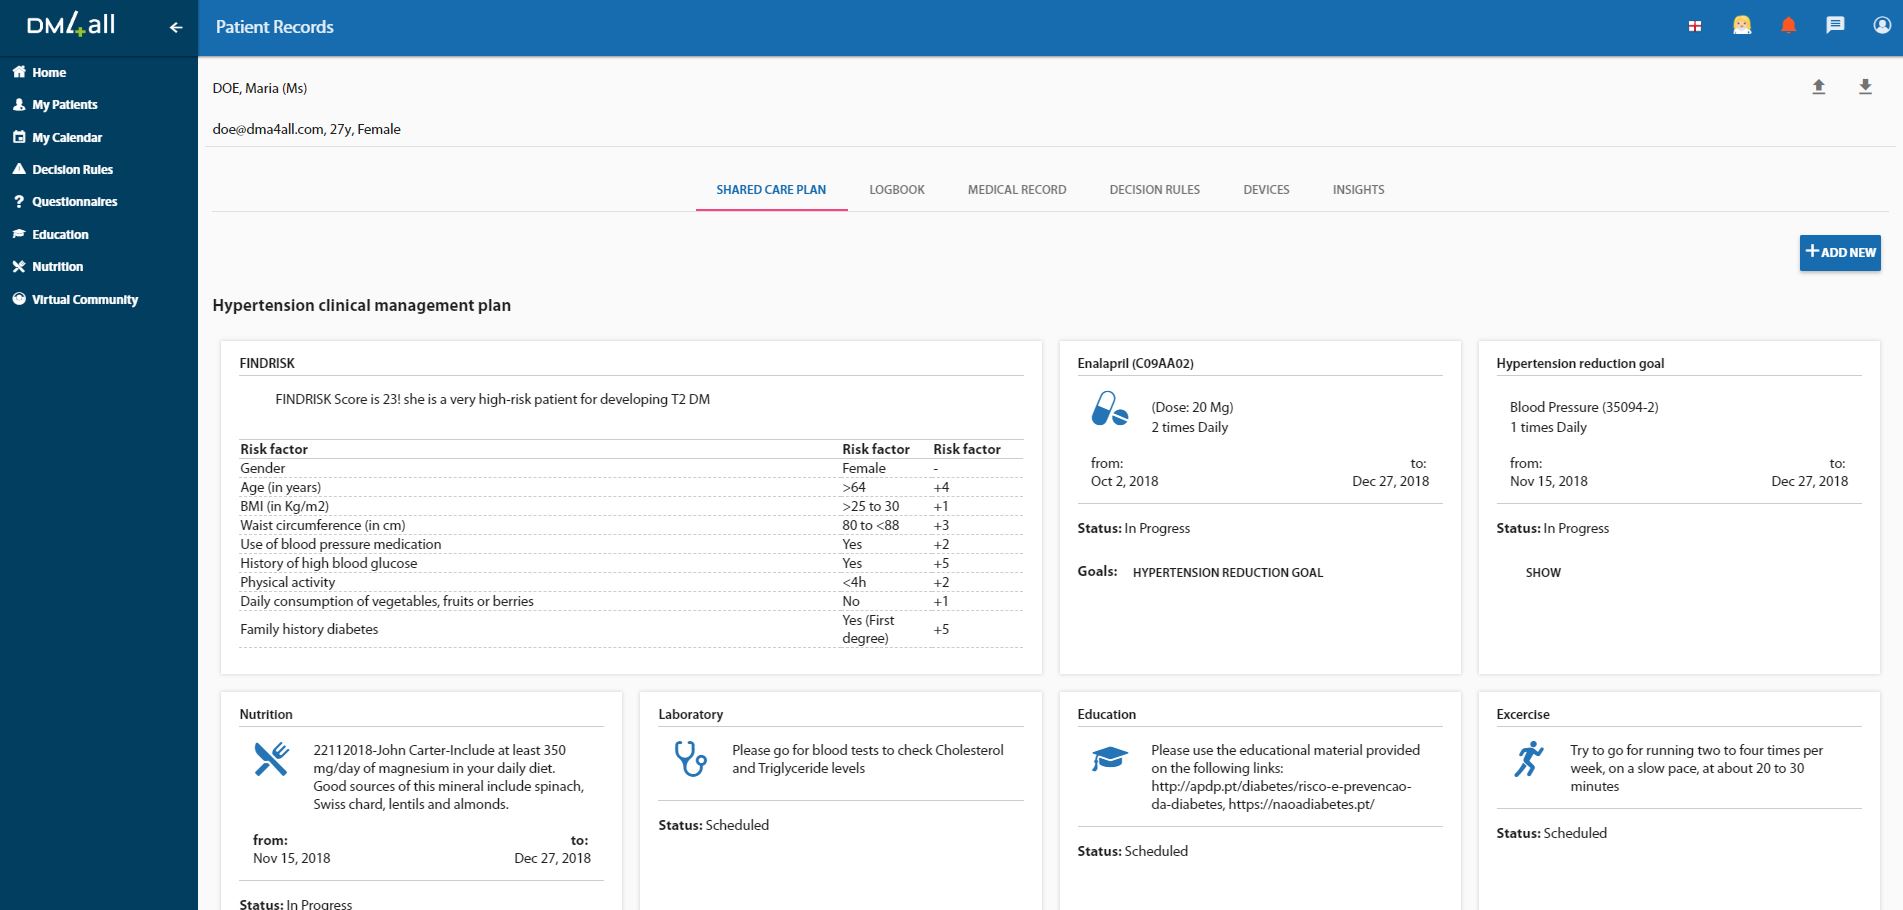 DM4all
Patient Records
Home
My Patients
My Calendar
Decision Rules
Questionnaires
Education
Nutrition
Virtual Community
DOE, Maria (Ms)
doe@dma4all.com, 27y, Female
SHARED CARE PLAN LOGBOOK MEDICAL RECORD DECISION RULES DEVICES INSIGHTS
+ ADD NEW
Hypertension clinical management plan
FINDRISK
FINDRISK Score is 23! she is a very high-risk patient for developing T2 DM
Risk factor Risk factor Risk factor
Gender Female -
Age (in years) >64 +4
BMI (in Kg/m2) >25 to 30 +1
Waist circumference (in cm) 80 to <88 +3
Use of blood pressure medication Yes +2
History of high blood glucose Yes +5
Physical activity <4h +2
Daily consumption of vegetables, fruits or berries No +1
Family history diabetes Yes (First
degree) +5
Enalapril (C09AA02)
(Dose: 20 Mg)
2 times Daily
from: to:
Oct 2, 2018 Dec 27, 2018
Status: In Progress
Goals: HYPERTENSION REDUCTION GOAL
Hypertension reduction goal
Blood Pressure (35094-2)
1 times Daily
from: to:
Nov 15, 2018 Dec 27, 2018
Status: In Progress
SHOW
Nutrition
22112018-John Carter-Include at least 350
mg/day of magnesium in your daily diet.
Good sources of this mineral include spinach,
Swiss chard, lentils and almonds.
from: to:
Nov 15, 2018 Dec 27, 2018
Status: In Progress
Laboratory
Please go for blood tests to check Cholesterol
and Triglyceride levels
Status: Scheduled
Education
Please use the educational material provided
on the following links:
http://apdp.pt/diabetes/risco-e-prevencao-
da-diabetes, https://naoadiabetes.pt/
Status: Scheduled
Excercise
Try to go for running two to four times per
week, on a slow pace, at about 20 to 30
minutes
Status: Scheduled